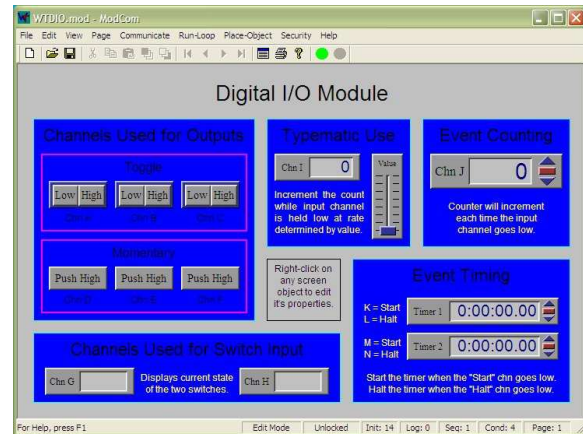 WTDIO.mod - ModCom
File Edit View Page Communicate Run-Loop Place-Object Security Help
Digital I/O Module
Channels Used for Outputs
Toggle
Low High Low High Low High
Chn A Chn B Chn C
Momentary
Push High Push High Push High
Chn D Chn E Chn F
Typematic Use
Chn I 0
Value
Increment the count
while input channel
is held low at rate
determined by value.
Event Counting
Chn J 0
Counter will increment
each time the input
channel goes low.
Right-click on
any screen
object to edit
it's properties.
Event Timing
K = Start
L = Halt
Timer 1 0:00:00.00
M = Start
N = Halt
Timer 2 0:00:00.00
Start the timer when the "Start" chn goes low.
Halt the timer when the "Halt" chn goes low.
Channels Used for Switch Input
Chn G
Displays current state
of the two switches.
Chn H
For Help, press F1 Edit Mode Unlocked Init: 14 Log: 0 Seq: 1 Cond: 4 Page: 1